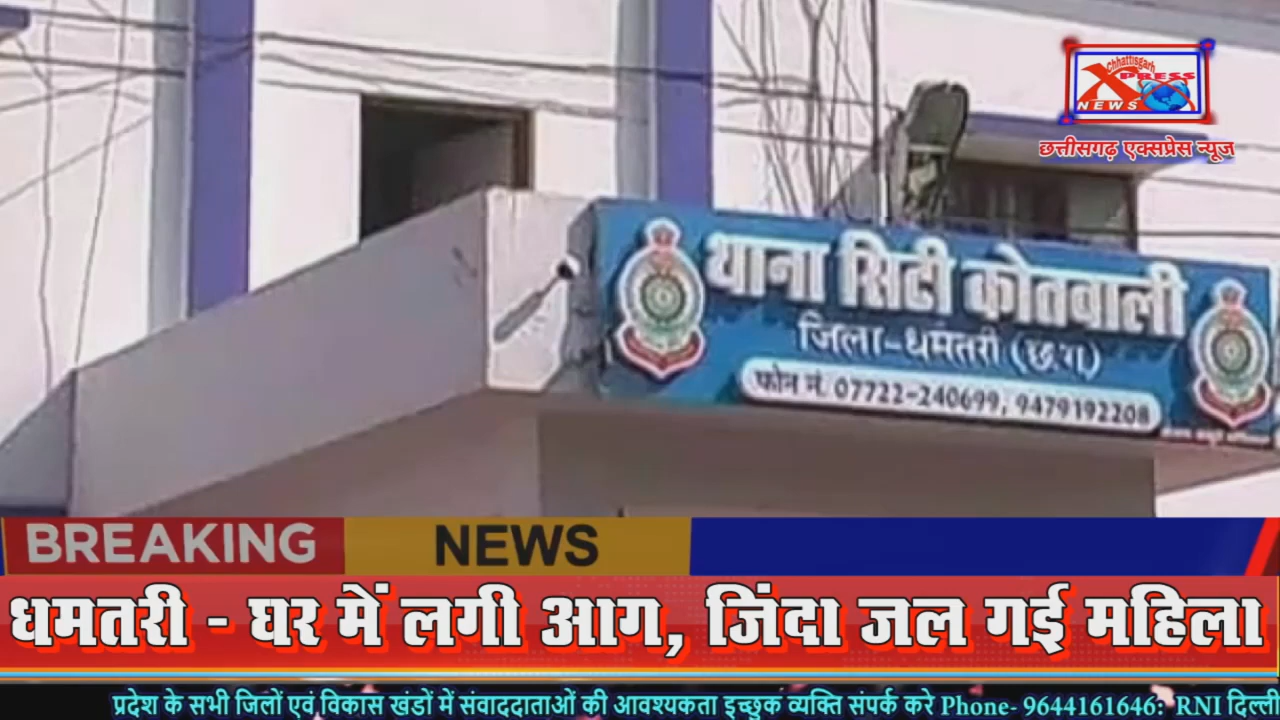 Chhattisgarh
XPRESS
NEWS
छत्तीसगढ़ एक्सप्रेस न्यूज
थाना सिटी कोतवाली
जिला-धमतरी (छ.ग.)
फोन नं. 07722-240699, 9479192208
BREAKING NEWS
धमतरी - घर में लगी आग, जिंदा जल गई महिला
प्रदेश के सभी जिलों एवं विकास खंडों में संवाददाताओं की आवश्यकता इच्छुक व्यक्ति संपर्क करे Phone- 9644161646: RNI दिल्ली